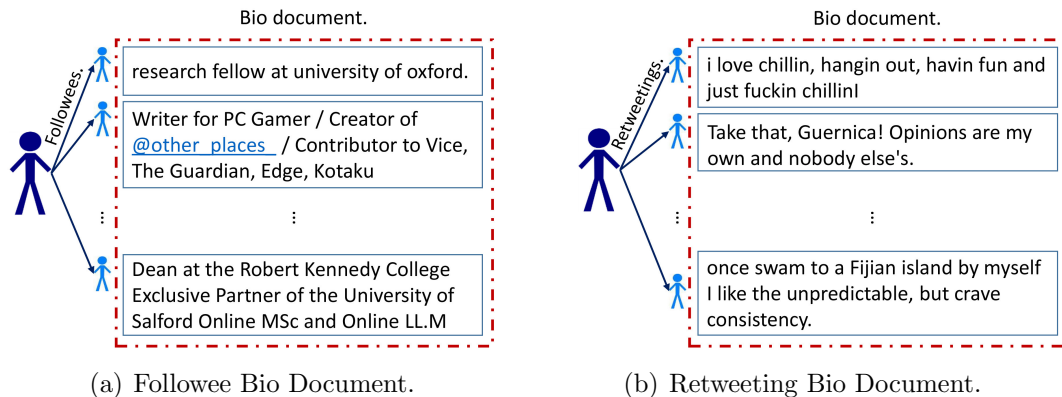 Bio document.
Followees.
research fellow at university of oxford.
Writer for PC Gamer / Creator of
@other_places_ / Contributor to Vice,
The Guardian, Edge, Kotaku
...
...
Dean at the Robert Kennedy College
Exclusive Partner of the University of
Salford Online MSc and Online LL.M
(a) Followee Bio Document.
Bio document.
Retweetings.
i love chillin, hangin out, havin fun and
just fuckin chillinI
Take that, Guernica! Opinions are my
own and nobody else's.
...
...
once swam to a Fijian island by myself
I like the unpredictable, but crave
consistency.
(b) Retweeting Bio Document.